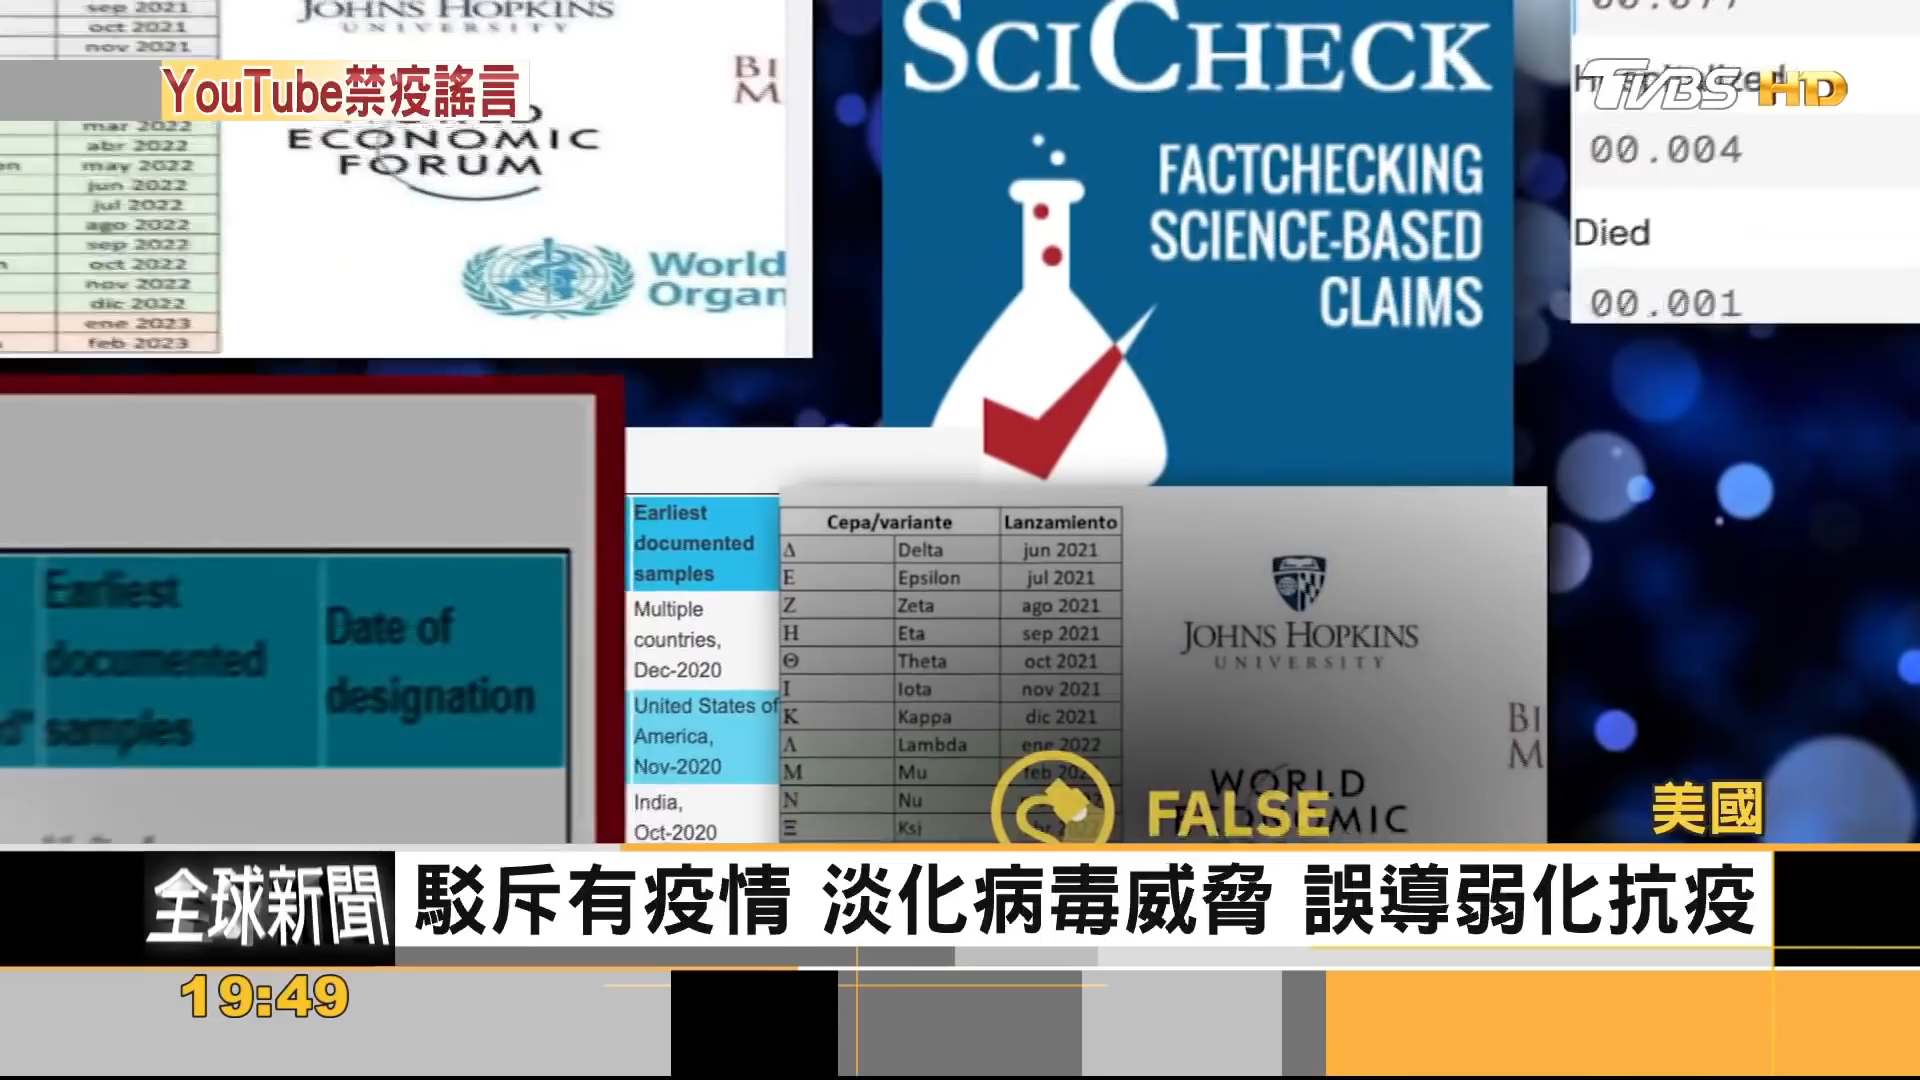 sep 2021
oct 2021
nov 2021
mar 2022
abr 2022
may 2022
jun 2022
jul 2022
ago 2022
sep 2022
oct 2022
nov 2022
dic 2022
ene 2023
feb 2023
JOHNS HOPKINS
UNIVERSITY
BI
M
YouTube禁疫謠言
ECONOMIC
FORUM
World
Organ
SCICHECK
FACTCHECKING
SCIENCE-BASED
CLAIMS
TVBS HD
00.004
Died
00.001
Earliest
documented
samples
Date of
designation
Earliest
documented
samples
Multiple
countries,
Dec-2020
United States of
America,
Nov-2020
India,
Oct-2020
Cepa/variante Lanzamiento
Δ Delta jun 2021
E Epsilon jul 2021
Z Zeta ago 2021
H Eta sep 2021
Θ Theta oct 2021
I Iota nov 2021
K Kappa dic 2021
Λ Lambda ene 2022
M Mu feb 202
N Nu
Ξ Ksi
JOHNS HOPKINS
UNIVERSITY
BI
M
WORLD
FALSE
美國
全球新聞
駁斥有疫情 淡化病毒威脅 誤導弱化抗疫
19:49